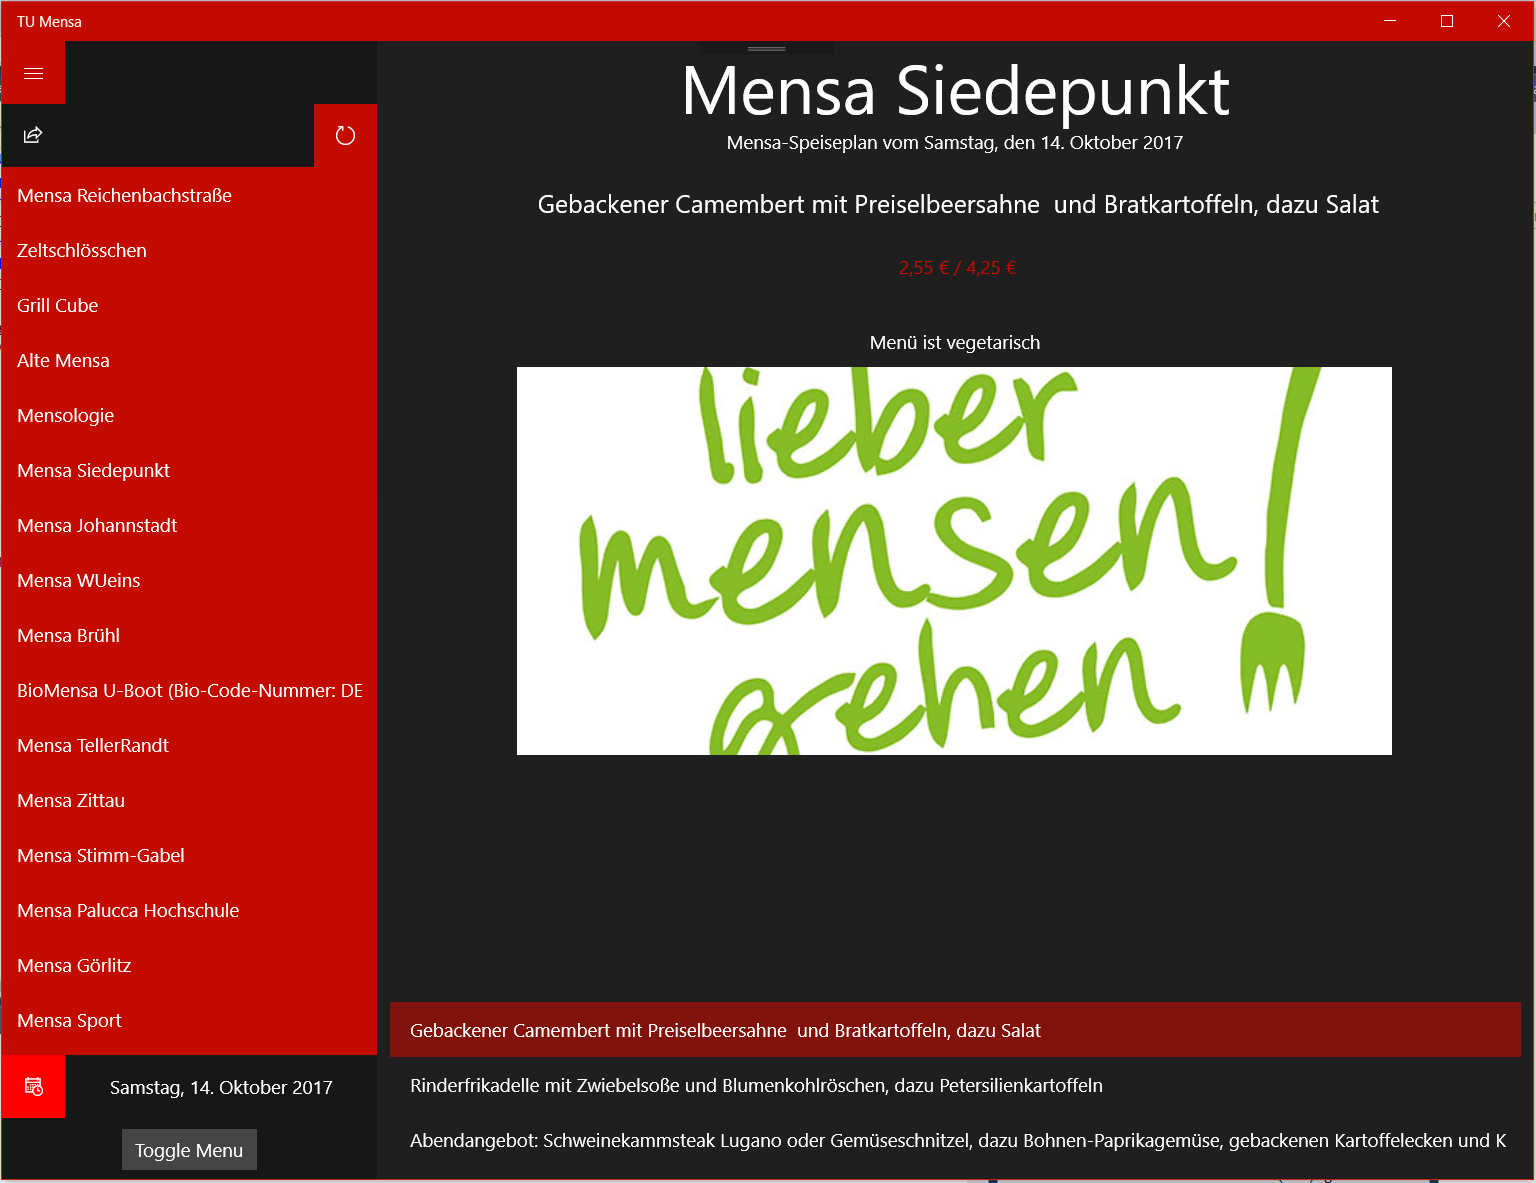 TU Mensa
Mensa Reichenbachstraße
Zeltschlösschen
Grill Cube
Alte Mensa
Mensologie
Mensa Siedepunkt
Mensa Johannstadt
Mensa WUeins
Mensa Brühl
BioMensa U-Boot (Bio-Code-Nummer: DE
Mensa TellerRandt
Mensa Zittau
Mensa Stimm-Gabel
Mensa Palucca Hochschule
Mensa Görlitz
Mensa Sport
Samstag, 14. Oktober 2017
Toggle Menu
Mensa Siedepunkt
Mensa-Speiseplan vom Samstag, den 14. Oktober 2017
Gebackener Camembert mit Preiselbeersahne  und Bratkartoffeln, dazu Salat
2,55 € / 4,25 €
Menü ist vegetarisch
lieber
mensen!
gehen
Gebackener Camembert mit Preiselbeersahne  und Bratkartoffeln, dazu Salat
Rinderfrikadelle mit Zwiebelsoße und Blumenkohlröschen, dazu Petersilienkartoffeln
Abendangebot: Schweinekammsteak Lugano oder Gemüseschnitzel, dazu Bohnen-Paprikagemüse, gebackenen Kartoffelecken und K